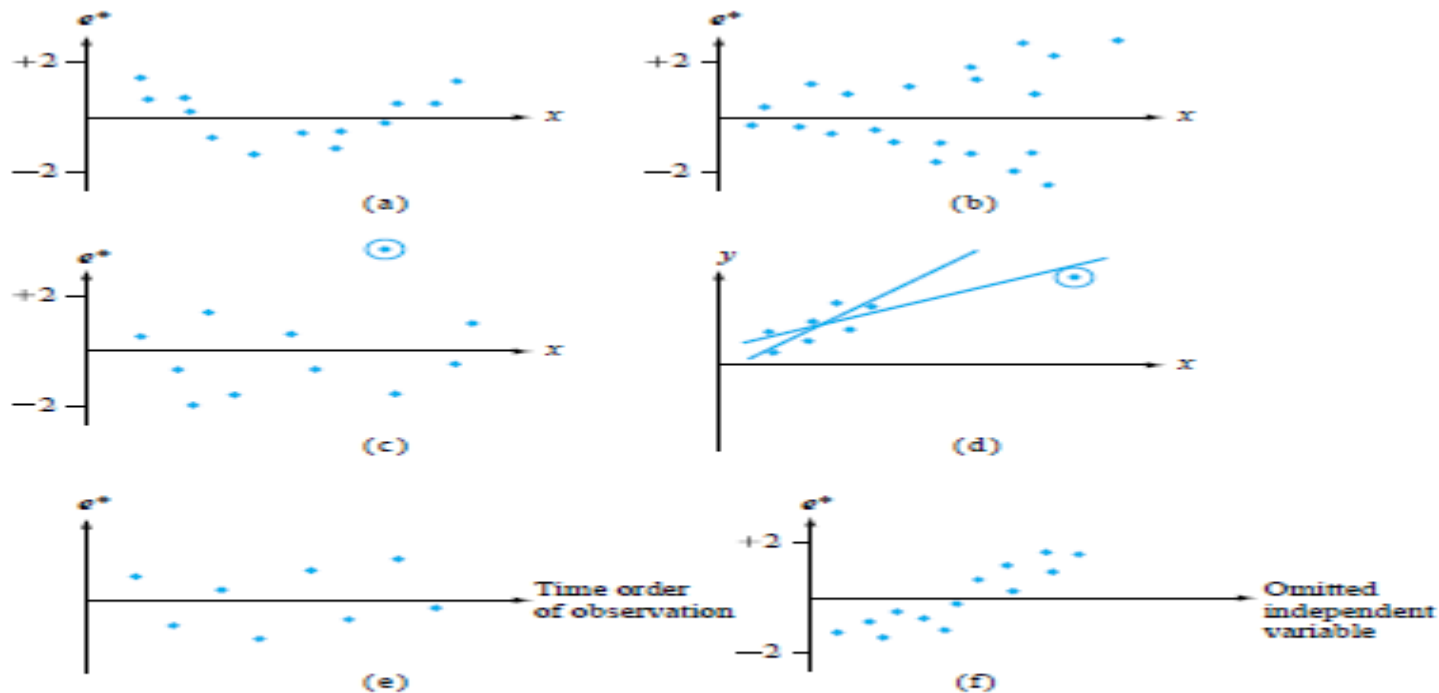 e* e*
+2 +2
x x
−2 −2
(a) (b)
e* y
+2
x x
−2
(c) (d)
e* e*
+2
Time order Omitted
of observation independent
variable
−2
(e) (f)